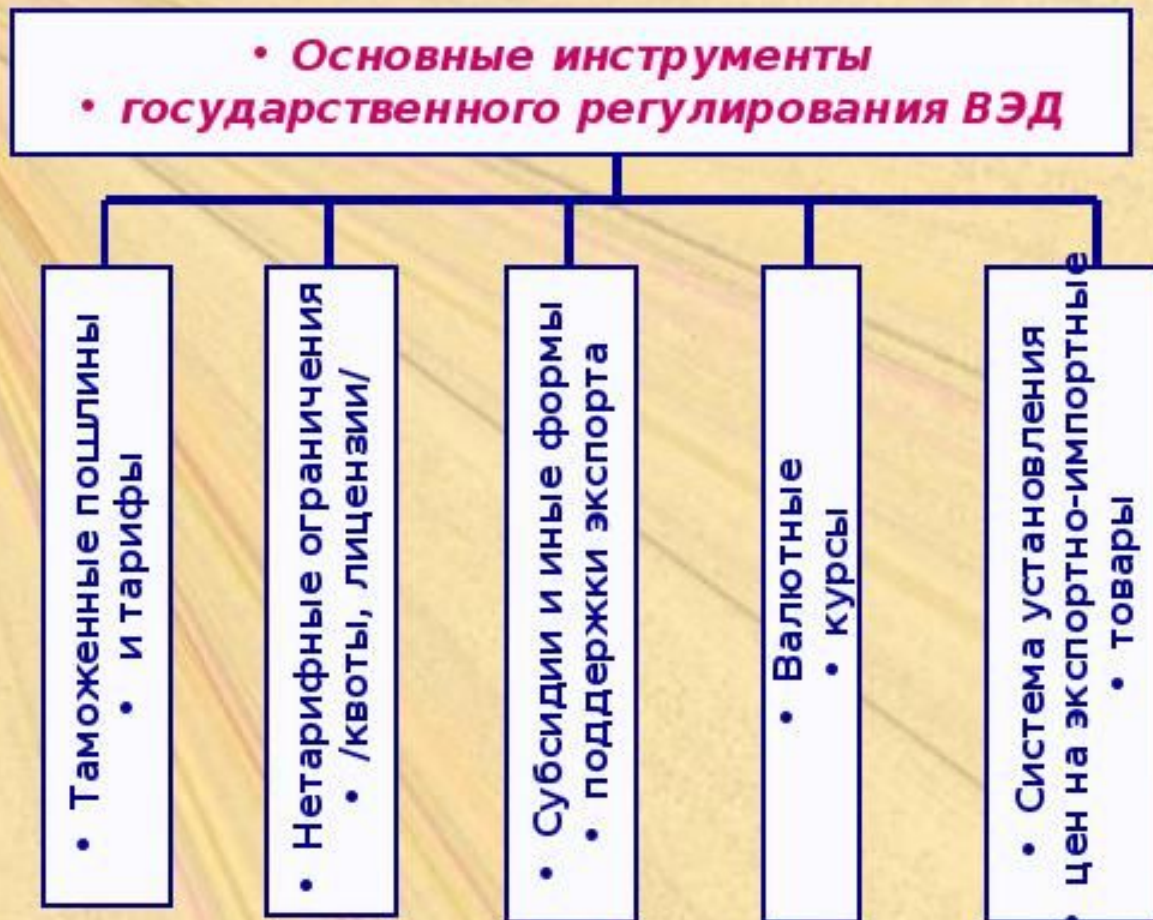 • Основные инструменты
• государственного регулирования ВЭД
• Таможенные пошлины
• и тарифы
• Нетарифные ограничения
• /квоты, лицензии/
• Субсидии и иные формы
• поддержки экспорта
• Валютные
• курсы
• Система установления
• цен на экспортно-импортные
• товары